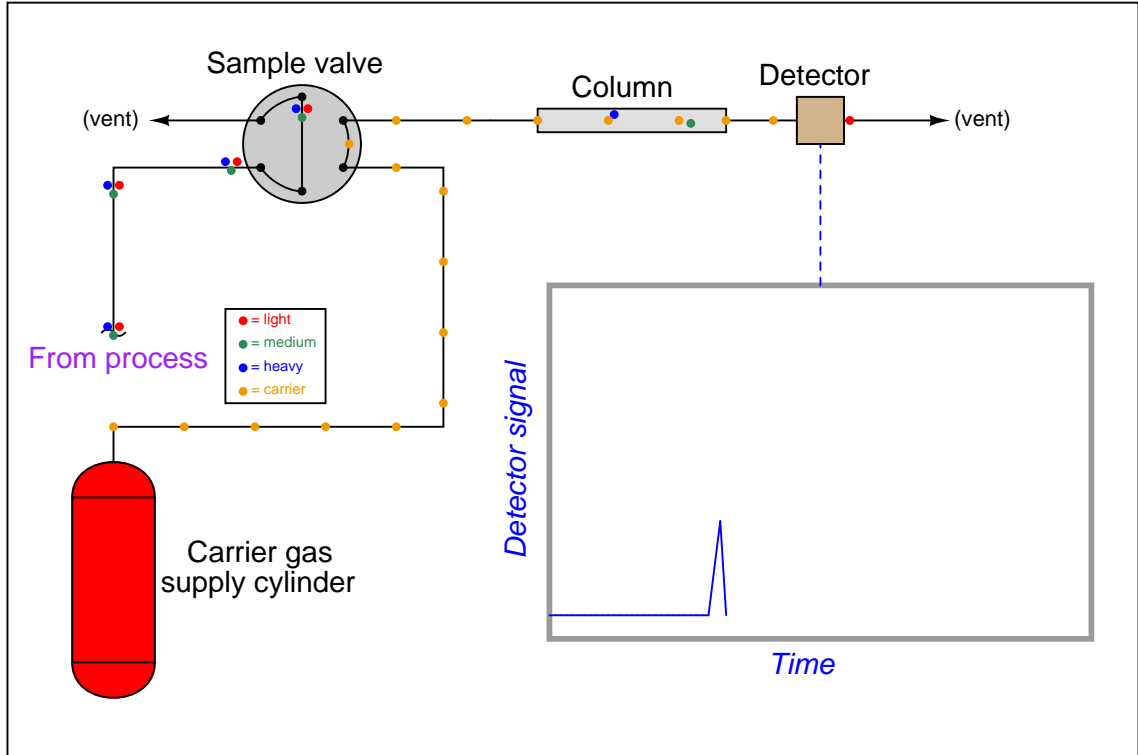 Sample valve
Column
Detector
(vent)
(vent)
= light
= medium
= heavy
= carrier
From process
Detector signal
Carrier gas
supply cylinder
Time